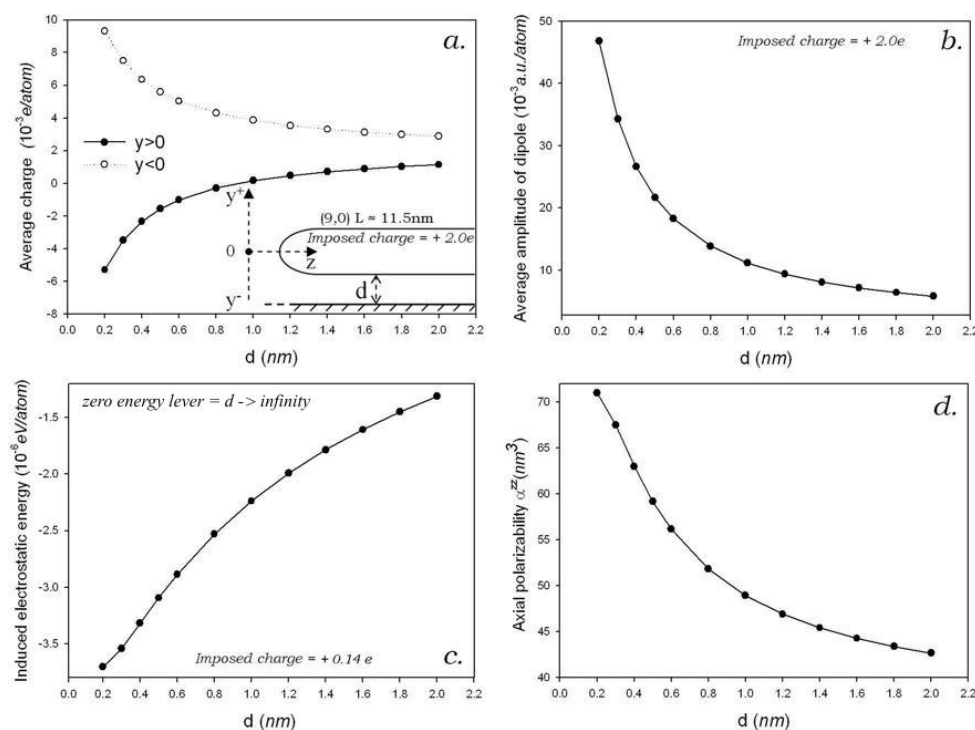 a.
Average charge (10⁻³ e/atom)
10
8
6
4
2
0
-2
-4
-6
-8
y>0
y<0
y⁺
0
y⁻
z
d
(9,0) L ≈ 11.5nm
Imposed charge = + 2.0e
0.0 0.2 0.4 0.6 0.8 1.0 1.2 1.4 1.6 1.8 2.0 2.2
d (nm)
b.
Imposed charge = + 2.0e
Average amplitude of dipole (10⁻³ a.u./atom)
50
40
30
20
10
0.0 0.2 0.4 0.6 0.8 1.0 1.2 1.4 1.6 1.8 2.0 2.2
d (nm)
zero energy lever = d -> infinity
Induced electrostatic energy (10⁻⁶ eV/atom)
-1.5
-2.0
-2.5
-3.0
-3.5
Imposed charge = + 0.14 e
c.
0.0 0.2 0.4 0.6 0.8 1.0 1.2 1.4 1.6 1.8 2.0 2.2
d (nm)
d.
Axial polarizability α^zz (nm³)
70
65
60
55
50
45
40
0.0 0.2 0.4 0.6 0.8 1.0 1.2 1.4 1.6 1.8 2.0 2.2
d (nm)